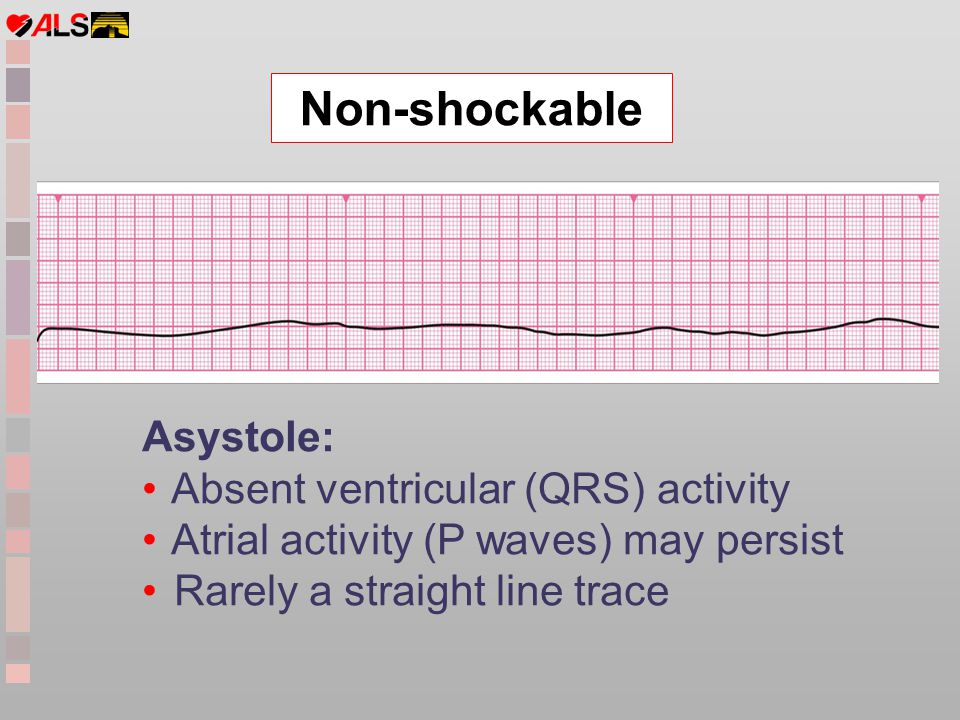 ALS
Non-shockable
Asystole:
• Absent ventricular (QRS) activity
• Atrial activity (P waves) may persist
• Rarely a straight line trace